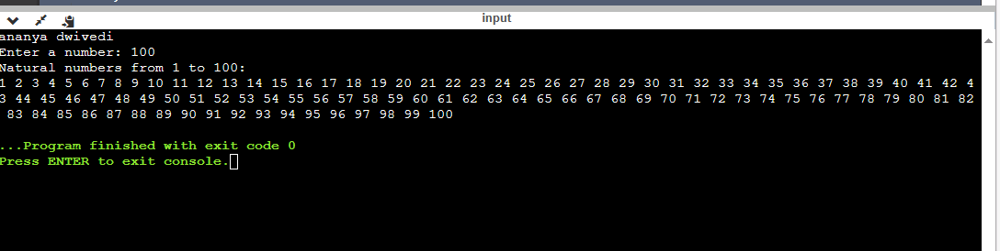 input
ananya dwivedi
Enter a number: 100
Natural numbers from 1 to 100:
1 2 3 4 5 6 7 8 9 10 11 12 13 14 15 16 17 18 19 20 21 22 23 24 25 26 27 28 29 30 31 32 33 34 35 36 37 38 39 40 41 42 4
3 44 45 46 47 48 49 50 51 52 53 54 55 56 57 58 59 60 61 62 63 64 65 66 67 68 69 70 71 72 73 74 75 76 77 78 79 80 81 82
83 84 85 86 87 88 89 90 91 92 93 94 95 96 97 98 99 100
...Program finished with exit code 0
Press ENTER to exit console.